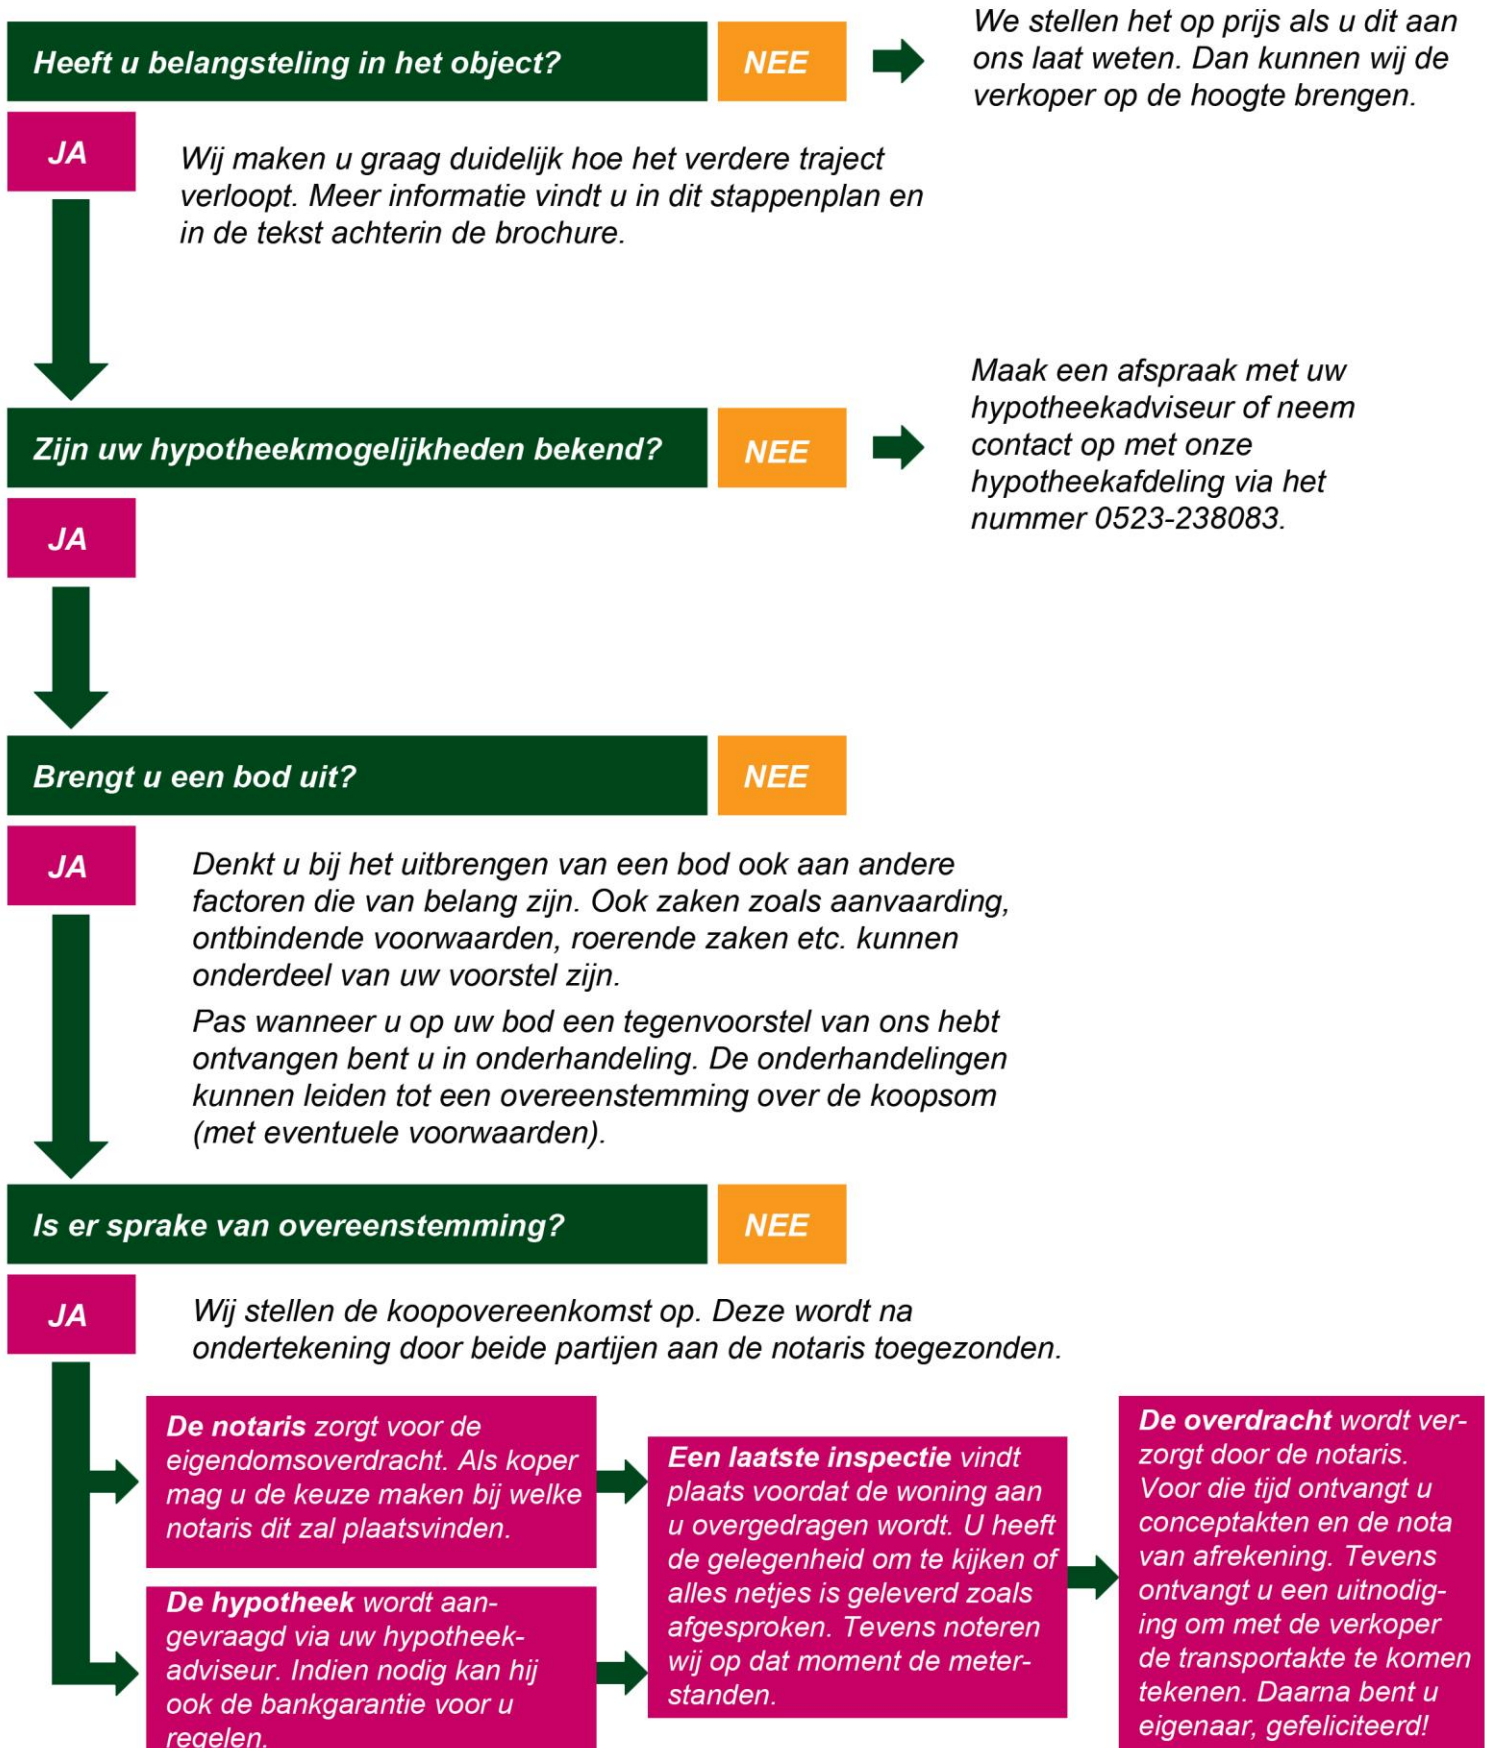 Heeft u belangsteling in het object?
NEE
We stellen het op prijs als u dit aan
ons laat weten. Dan kunnen wij de
verkoper op de hoogte brengen.
JA
Wij maken u graag duidelijk hoe het verdere traject
verloopt. Meer informatie vindt u in dit stappenplan en
in de tekst achterin de brochure.
Zijn uw hypotheekmogelijkheden bekend?
NEE
Maak een afspraak met uw
hypotheekadviseur of neem
contact op met onze
hypotheekafdeling via het
nummer 0523-238083.
JA
Brengt u een bod uit?
NEE
JA
Denkt u bij het uitbrengen van een bod ook aan andere
factoren die van belang zijn. Ook zaken zoals aanvaarding,
ontbindende voorwaarden, roerende zaken etc. kunnen
onderdeel van uw voorstel zijn.
Pas wanneer u op uw bod een tegenvoorstel van ons hebt
ontvangen bent u in onderhandeling. De onderhandelingen
kunnen leiden tot een overeenstemming over de koopsom
(met eventuele voorwaarden).
Is er sprake van overeenstemming?
NEE
JA
Wij stellen de koopovereenkomst op. Deze wordt na
ondertekening door beide partijen aan de notaris toegezonden.
De notaris zorgt voor de
eigendomsoverdracht. Als koper
mag u de keuze maken bij welke
notaris dit zal plaatsvinden.
De hypotheek wordt aan-
gevraagd via uw hypotheek-
adviseur. Indien nodig kan hij
ook de bankgarantie voor u
regelen.
Een laatste inspectie vindt
plaats voordat de woning aan
u overgedragen wordt. U heeft
de gelegenheid om te kijken of
alles netjes is geleverd zoals
afgesproken. Tevens noteren
wij op dat moment de meter-
standen.
De overdracht wordt ver-
zorgt door de notaris.
Voor die tijd ontvangt u
conceptakten en de nota
van afrekening. Tevens
ontvangt u een uitnodig-
ing om met de verkoper
de transportakte te komen
tekenen. Daarna bent u
eigenaar, gefeliciteerd!